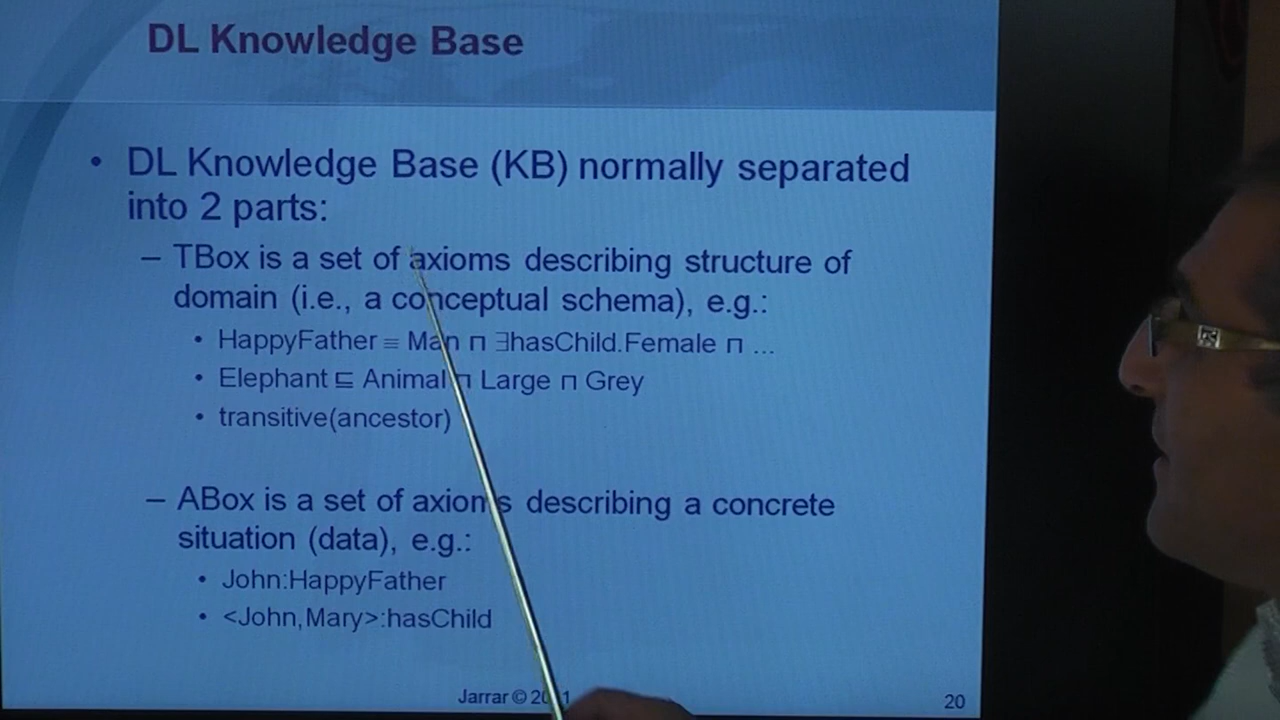 DL Knowledge Base
• DL Knowledge Base (KB) normally separated
into 2 parts:
– TBox is a set of axioms describing structure of
domain (i.e., a conceptual schema), e.g.:
• HappyFather ≡ Man ⊓ ∃hasChild.Female ⊓ ...
• Elephant ⊑ Animal ⊓ Large ⊓ Grey
• transitive(ancestor)
– ABox is a set of axioms describing a concrete
situation (data), e.g.:
• John:HappyFather
• <John,Mary>:hasChild
Jarrar ©
20